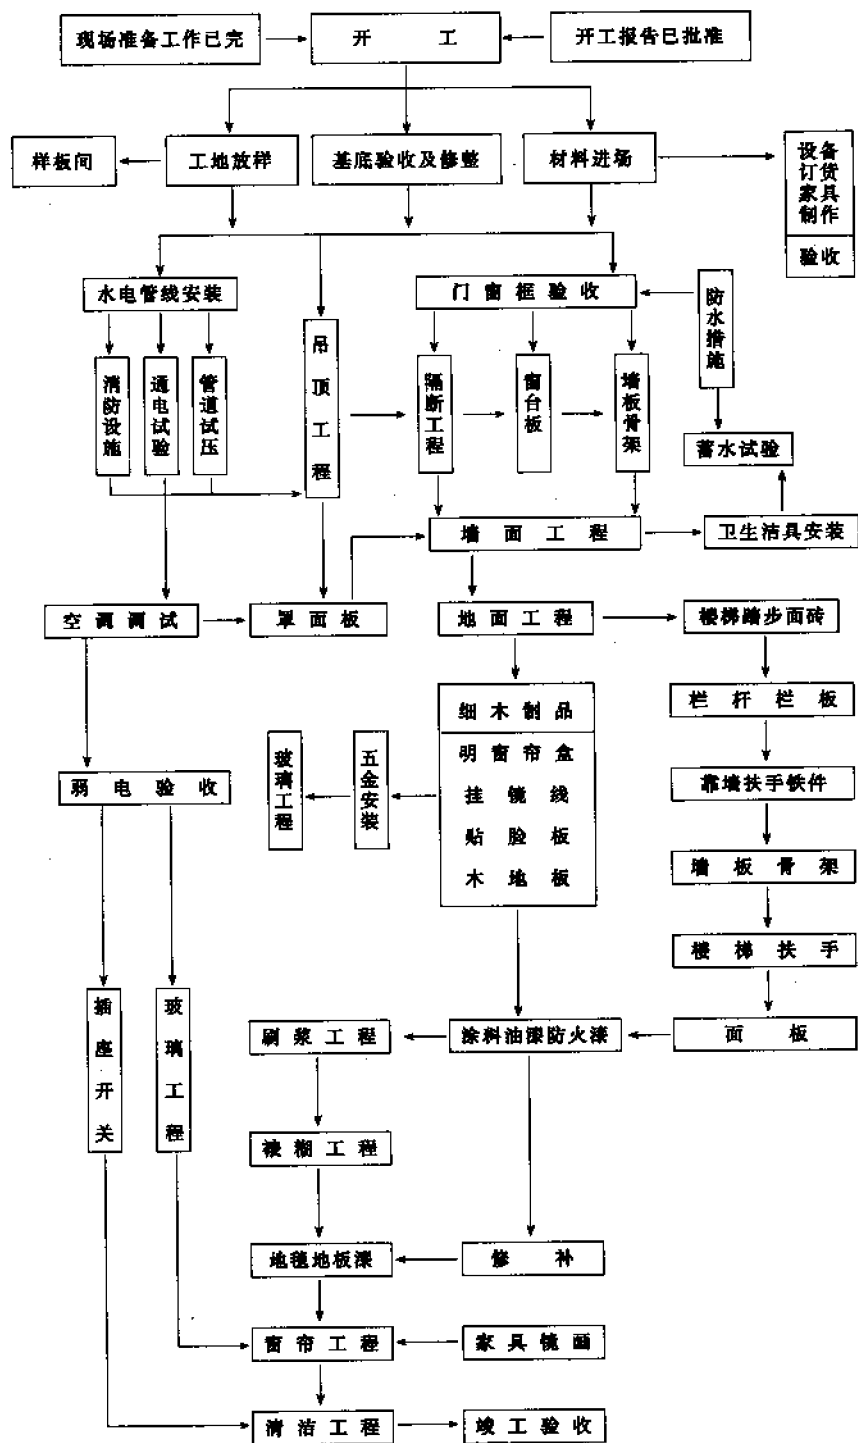 现场准备工作已完
开工
开工报告已批准
样板间
工地放样
基底验收及修整
材料进场
设备
订货
家具
制作
验收
水电管线安装
门窗框验收
防水措施
消防设施
通电试验
管道试压
吊顶工程
隔断工程
窗台板
墙板骨架
蓄水试验
墙面工程
卫生洁具安装
空调调试
罩面板
地面工程
楼梯踏步面砖
细木制品
明窗帘盒
挂镜线
贴脸板
木地板
栏杆栏板
玻璃工程
五金安装
弱电验收
靠墙扶手铁件
墙板骨架
楼梯扶手
插座开关
玻璃工程
刷浆工程
涂料油漆防火漆
面板
裱糊工程
地毯地板漆
修补
窗帘工程
家具镜画
清洁工程
竣工验收